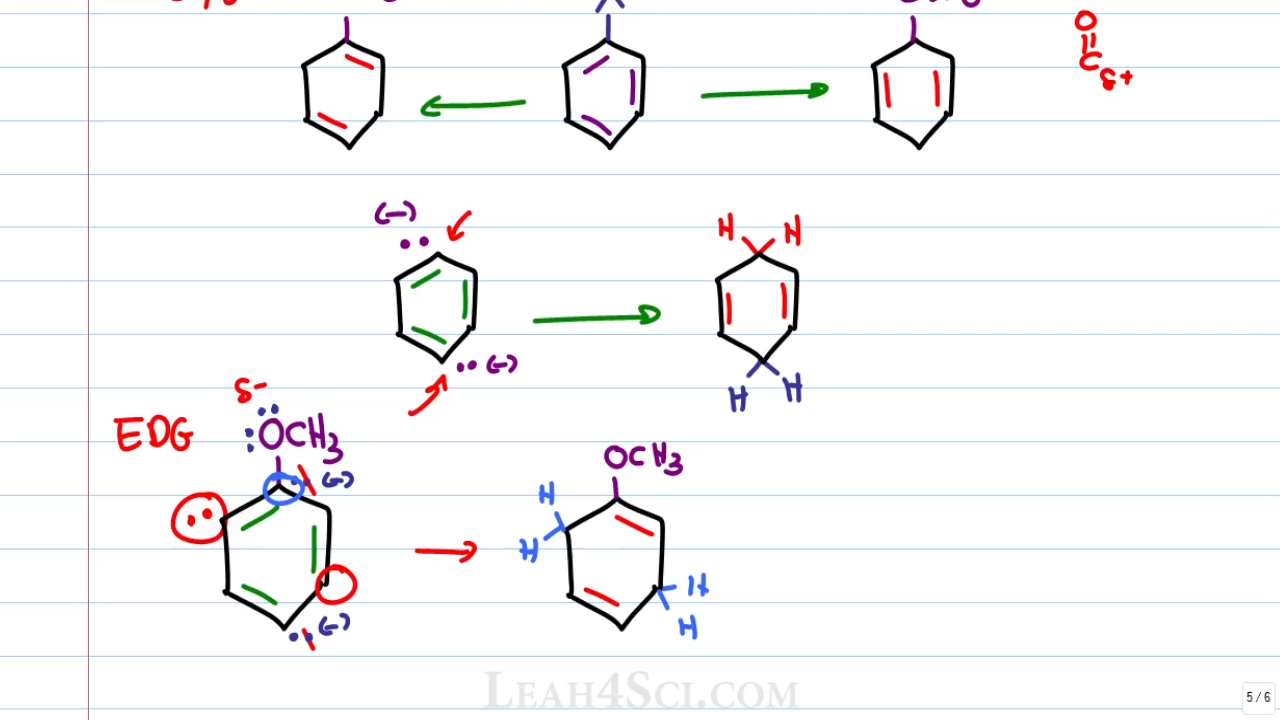 O
C
δ+
(−)
H H
(−)
H H
δ−
EDG
OCH3
(−)
OCH3
H
H
H
H
(−)
LEAH4SCI.COM
5/6